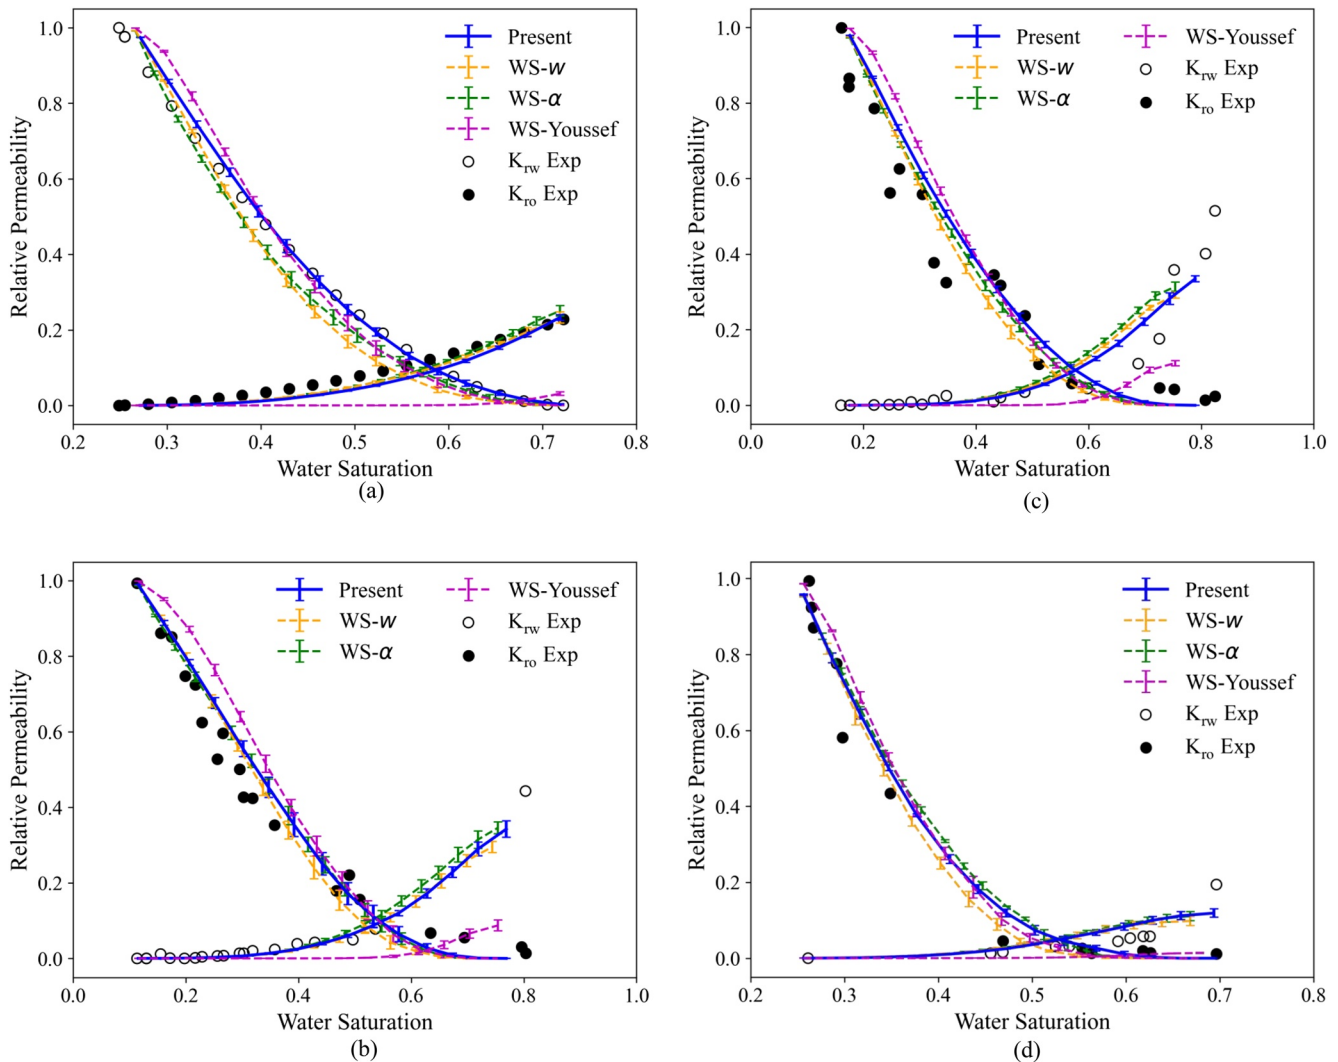 1.0
0.8
0.6
0.4
0.2
0.0
Relative Permeability
Present
WS-w
WS-α
WS-Youssef
Krw Exp
Kro Exp
0.2 0.3 0.4 0.5 0.6 0.7 0.8
Water Saturation
(a)
1.0
0.8
0.6
0.4
0.2
0.0
Relative Permeability
Present
WS-w
WS-α
WS-Youssef
Krw Exp
Kro Exp
0.0 0.2 0.4 0.6 0.8 1.0
Water Saturation
(c)
1.0
0.8
0.6
0.4
0.2
0.0
Relative Permeability
Present
WS-w
WS-α
WS-Youssef
Krw Exp
Kro Exp
0.0 0.2 0.4 0.6 0.8 1.0
Water Saturation
(b)
1.0
0.8
0.6
0.4
0.2
0.0
Relative Permeability
Present
WS-w
WS-α
WS-Youssef
Krw Exp
Kro Exp
0.2 0.3 0.4 0.5 0.6 0.7 0.8
Water Saturation
(d)